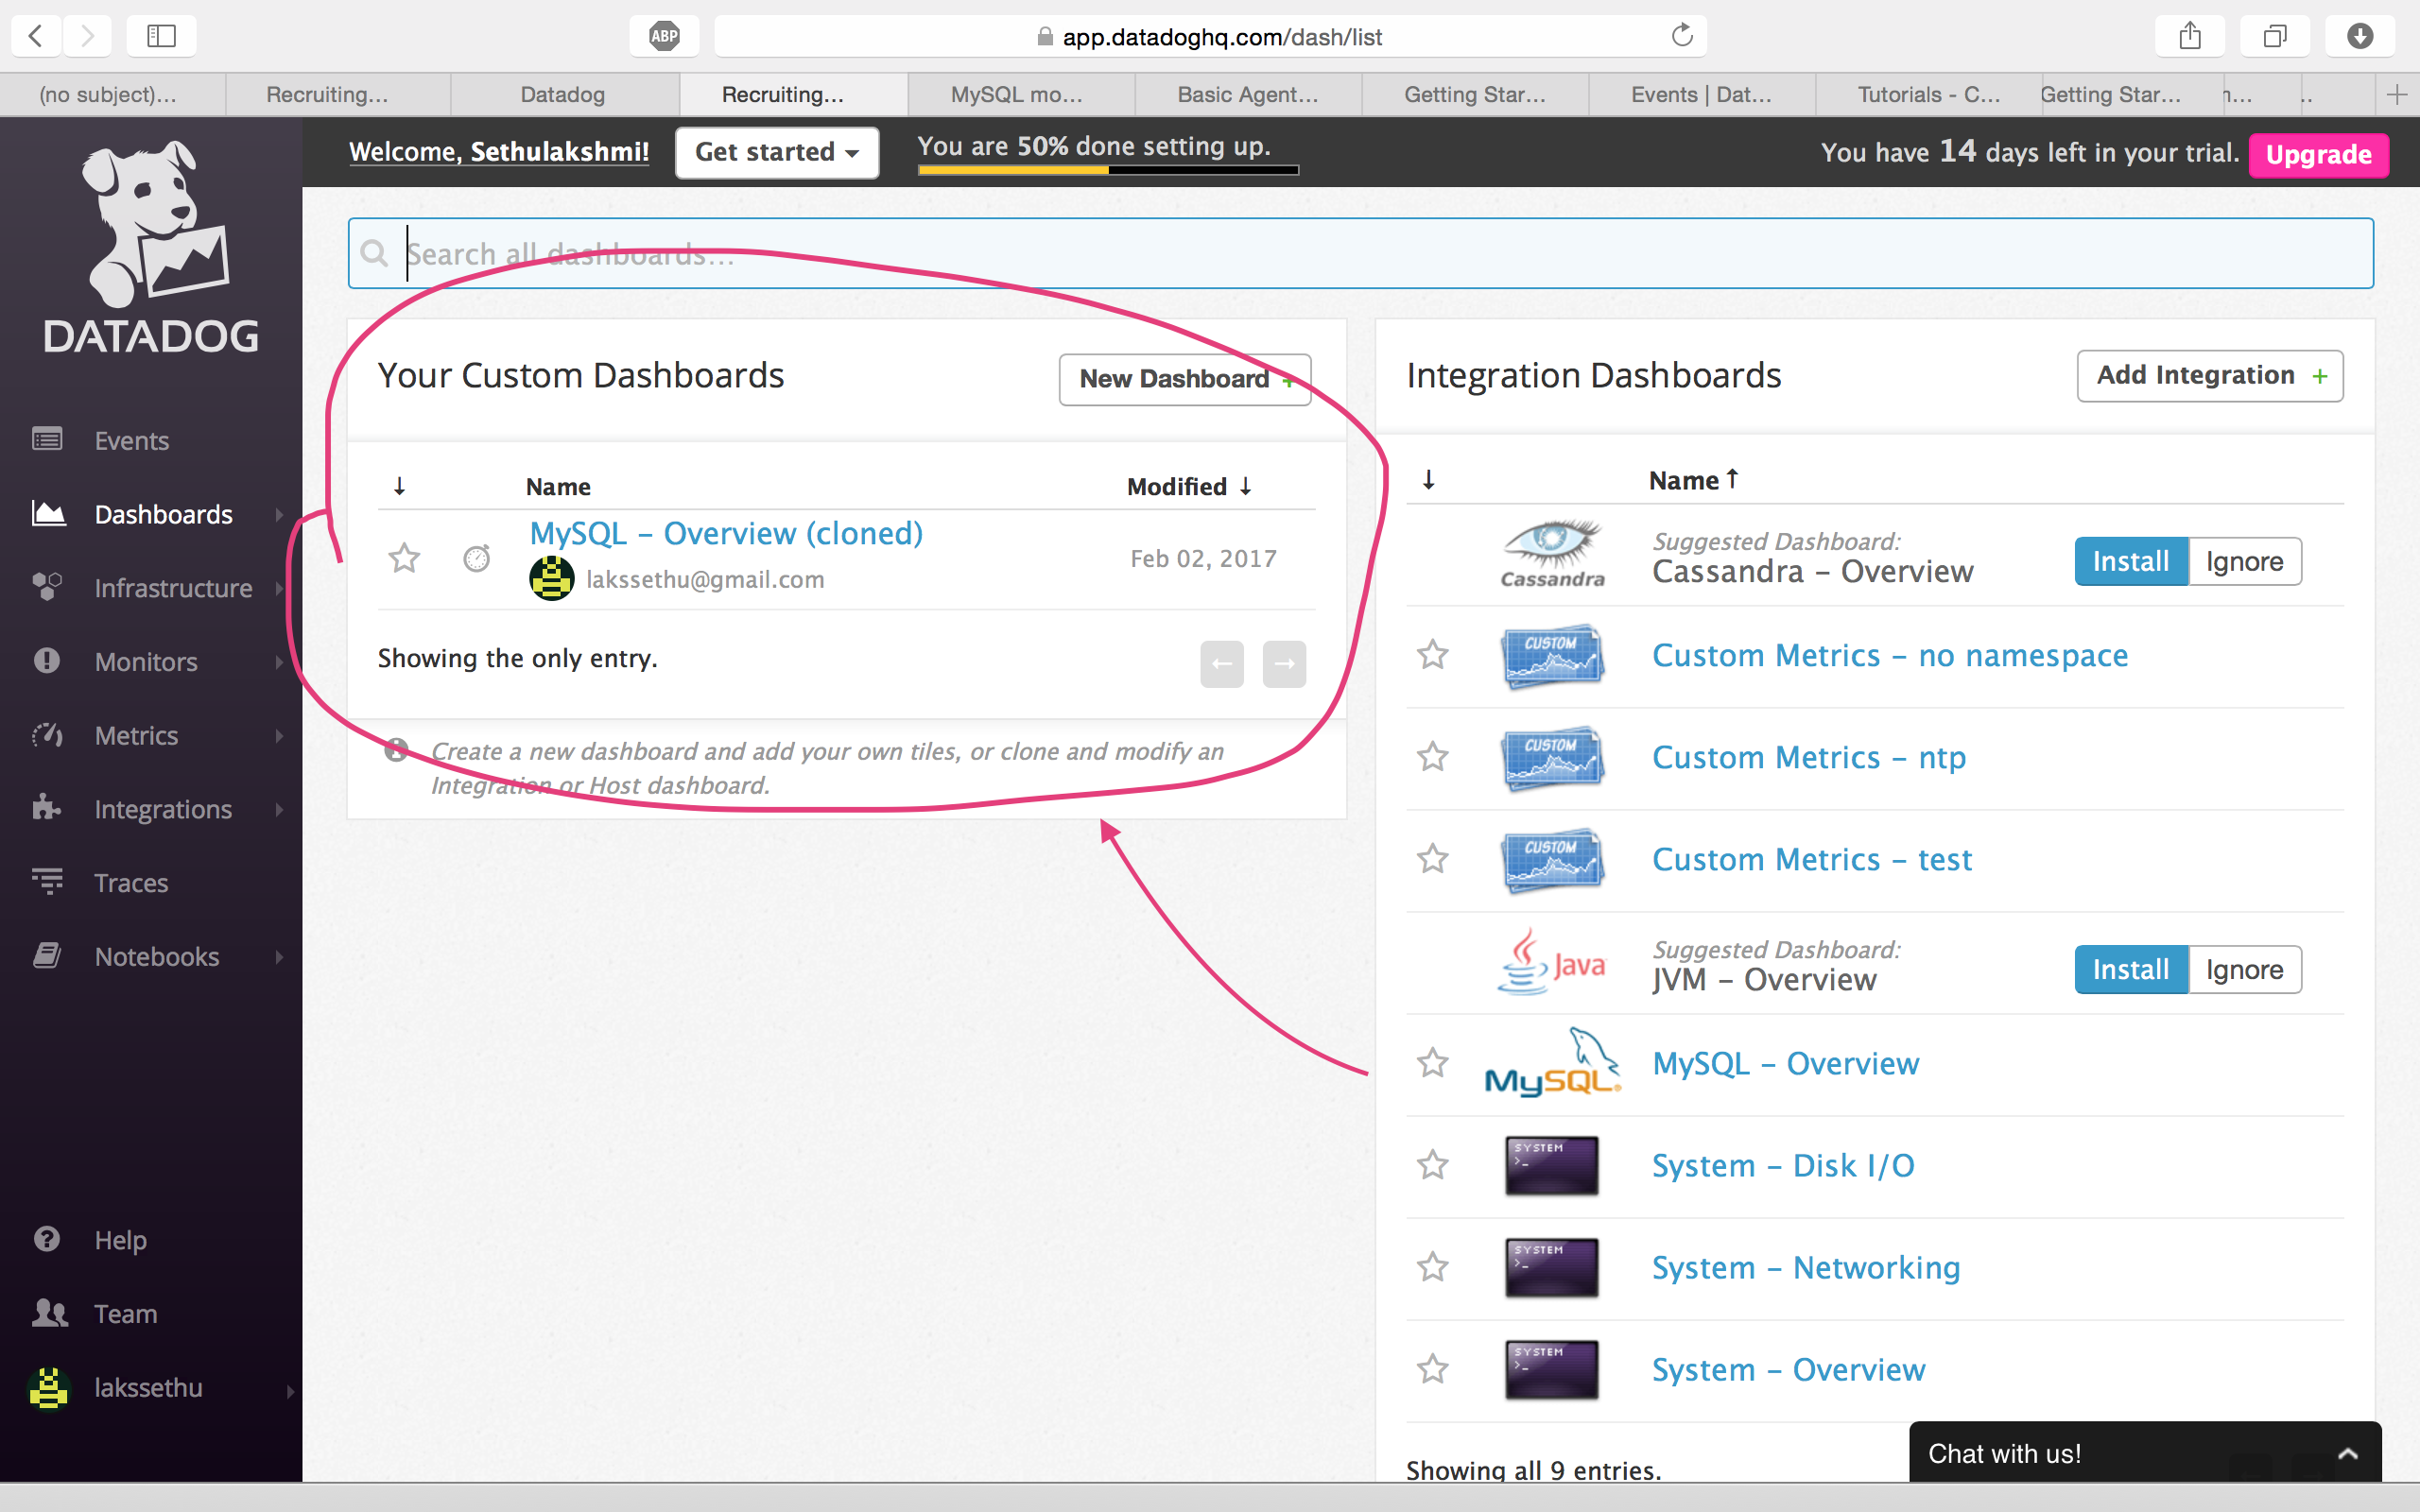 ABP
app.datadoghq.com/dash/list
(no subject)...
Recruiting...
Datadog
Recruiting...
MySQL mo...
Basic Agent...
Getting Star...
Events | Dat...
Tutorials - C...
Getting Star...
DATADOG
Welcome, Sethulakshmi!
Get started
You are 50% done setting up.
You have 14 days left in your trial.
Upgrade
Search all dashboards...
Events
Dashboards
Infrastructure
Monitors
Metrics
Integrations
Traces
Notebooks
Help
Team
lakssethu
Your Custom Dashboards
New Dashboard +
↓ Name Modified ↓
MySQL – Overview (cloned)
lakssethu@gmail.com
Feb 02, 2017
Showing the only entry.
← →
Create a new dashboard and add your own tiles, or clone and modify an
Integration or Host dashboard.
Integration Dashboards
Add Integration +
↓ Name ↑
Cassandra
Suggested Dashboard:
Cassandra – Overview
Install Ignore
CUSTOM
Custom Metrics – no namespace
CUSTOM
Custom Metrics – ntp
CUSTOM
Custom Metrics – test
Java
Suggested Dashboard:
JVM – Overview
Install Ignore
MySQL®
MySQL – Overview
SYSTEM
>_
System – Disk I/O
SYSTEM
>_
System – Networking
SYSTEM
>_
System – Overview
Showing all 9 entries.
Chat with us!